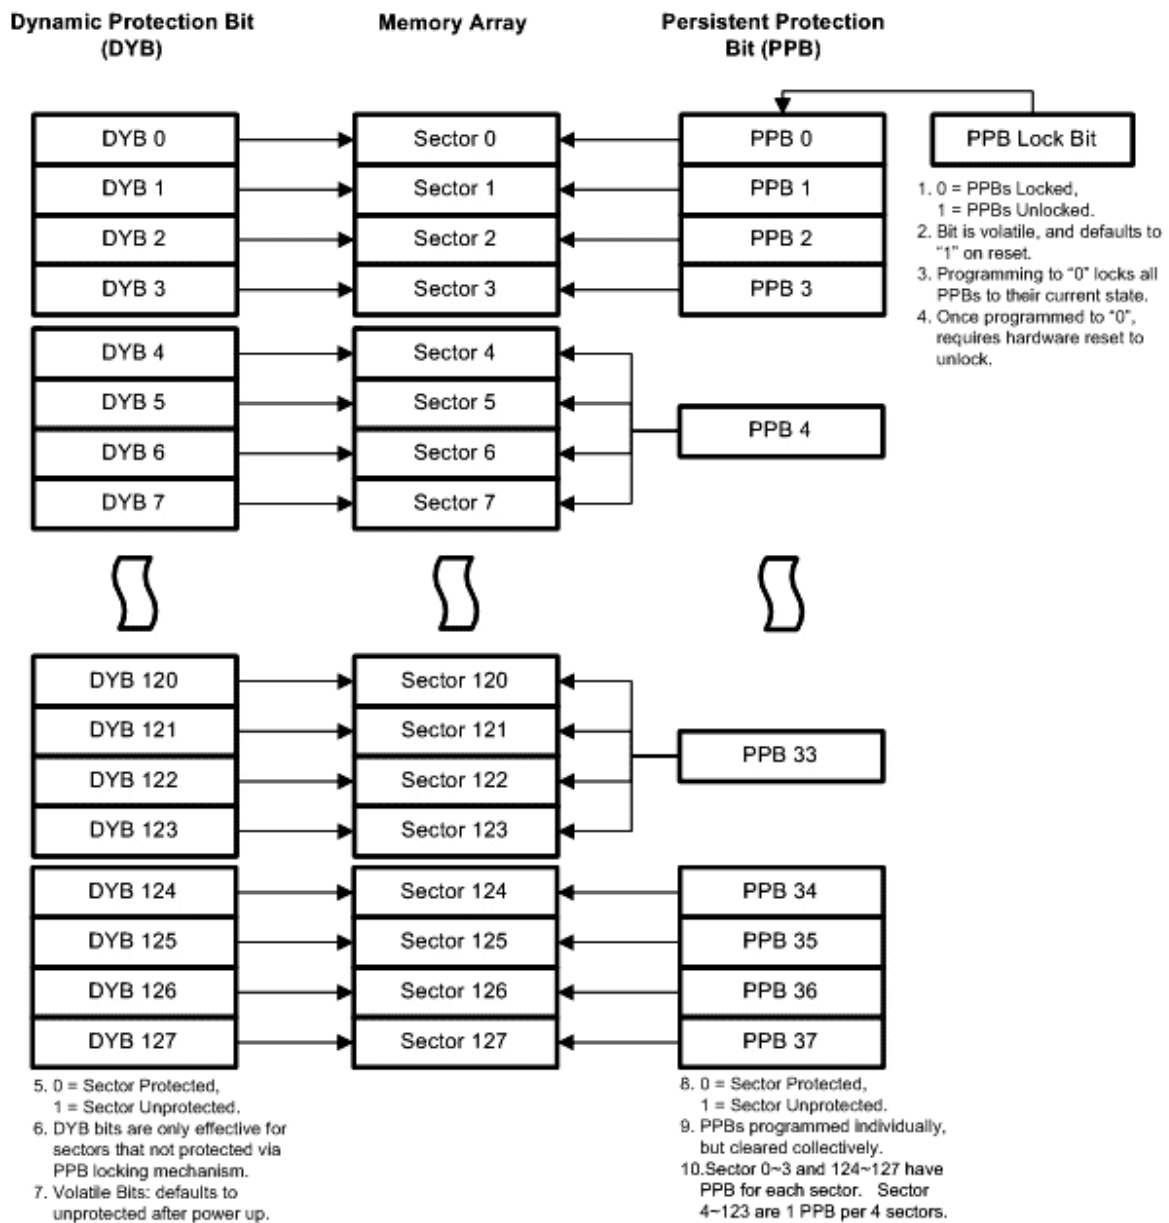 Dynamic Protection Bit
(DYB)
Memory Array
Persistent Protection
Bit (PPB)
DYB 0
Sector 0
PPB 0
PPB Lock Bit
DYB 1
Sector 1
PPB 1
DYB 2
Sector 2
PPB 2
DYB 3
Sector 3
PPB 3
1. 0 = PPBs Locked,
1 = PPBs Unlocked.
2. Bit is volatile, and defaults to
“1” on reset.
3. Programming to “0” locks all
PPBs to their current state.
4. Once programmed to “0”,
requires hardware reset to
unlock.
DYB 4
Sector 4
DYB 5
Sector 5
DYB 6
Sector 6
DYB 7
Sector 7
PPB 4
DYB 120
Sector 120
DYB 121
Sector 121
DYB 122
Sector 122
DYB 123
Sector 123
PPB 33
DYB 124
Sector 124
PPB 34
DYB 125
Sector 125
PPB 35
DYB 126
Sector 126
PPB 36
DYB 127
Sector 127
PPB 37
5. 0 = Sector Protected,
1 = Sector Unprotected.
6. DYB bits are only effective for
sectors that not protected via
PPB locking mechanism.
7. Volatile Bits: defaults to
unprotected after power up.
8. 0 = Sector Protected,
1 = Sector Unprotected.
9. PPBs programmed individually,
but cleared collectively.
10.Sector 0~3 and 124~127 have
PPB for each sector. Sector
4~123 are 1 PPB per 4 sectors.